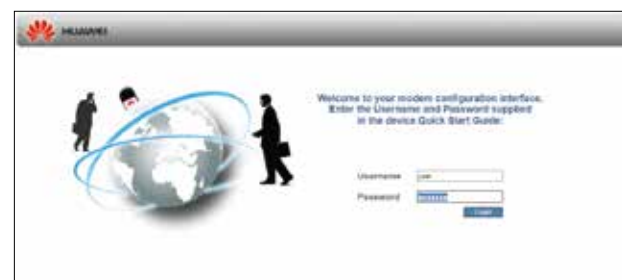 HUAWEI
Welcome to your modem configuration interface.
Enter the Username and Password supplied
in the device Quick Start Guide:
Username user
Password
Login